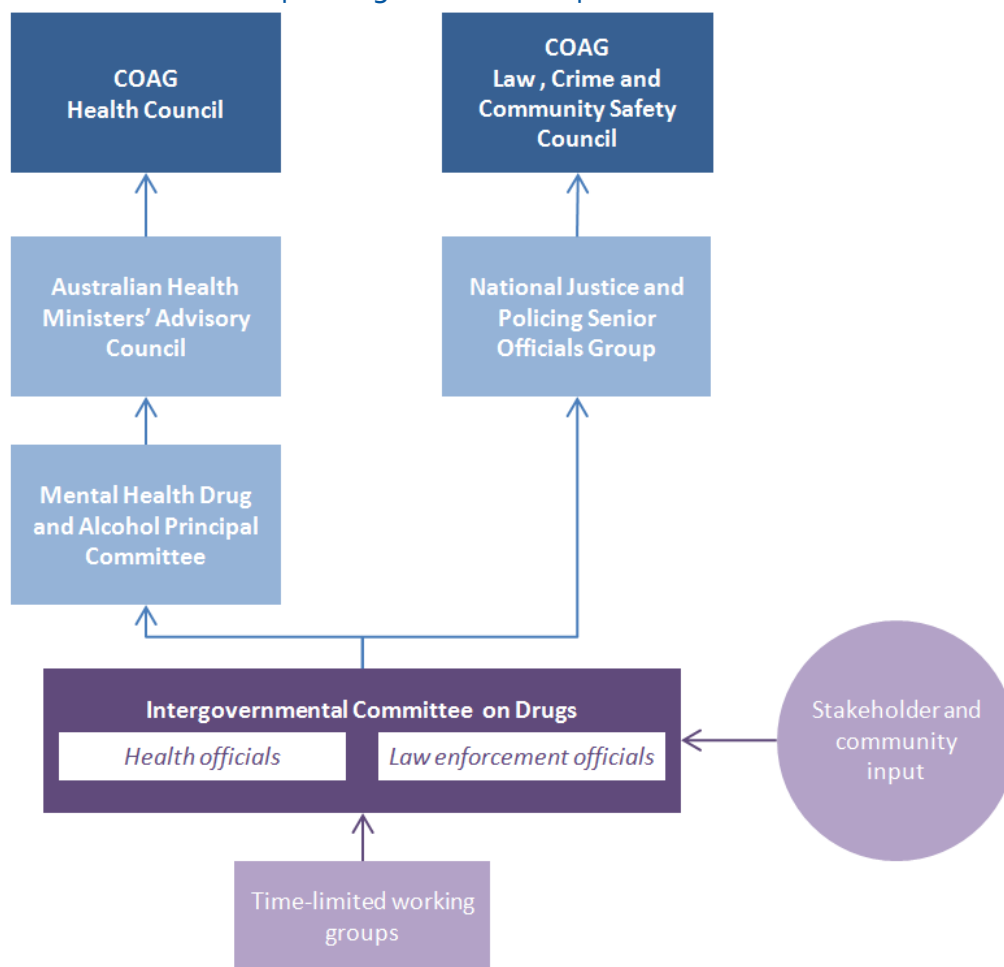 COAG
Health Council
COAG
Law , Crime and
Community Safety
Council
Australian Health
Ministers’ Advisory
Council
National Justice and
Policing Senior
Officials Group
Mental Health Drug
and Alcohol Principal
Committee
Intergovernmental Committee on Drugs
Health officials
Law enforcement officials
Stakeholder and
community
input
Time-limited working
groups